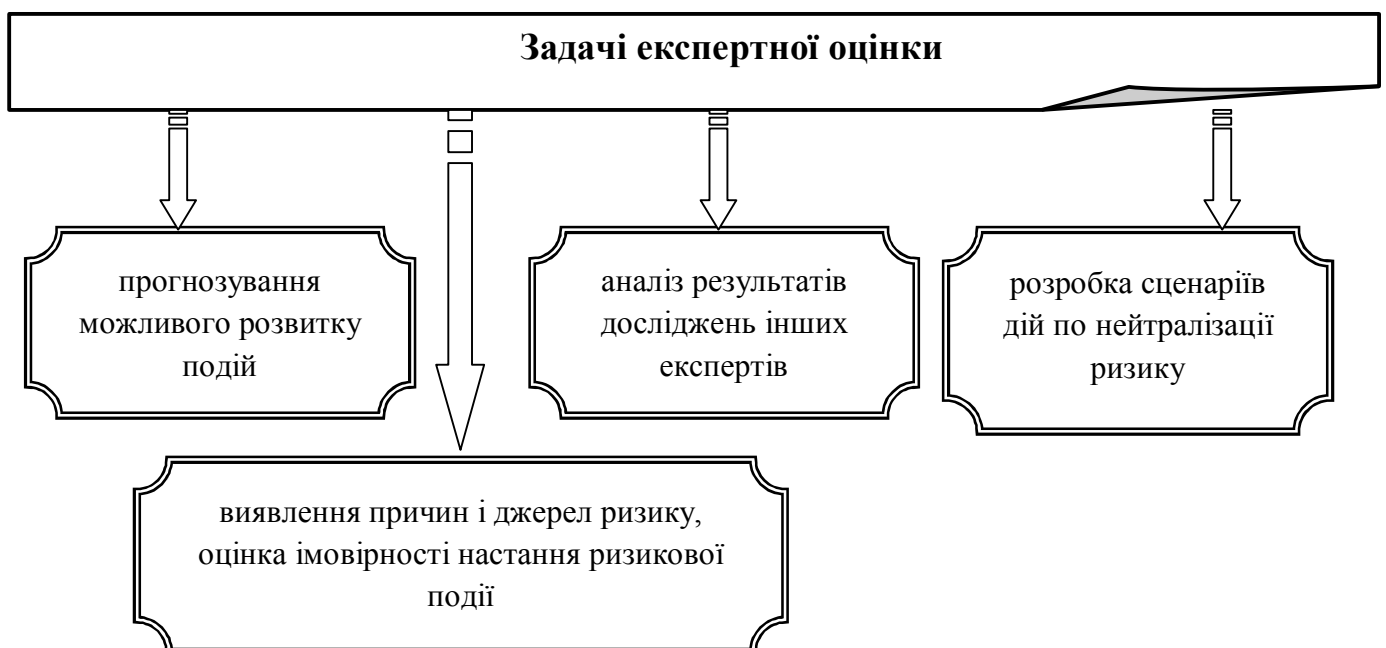 Задачі експертної оцінки
прогнозування
можливого розвитку
подій
аналіз результатів
досліджень інших
експертів
розробка сценаріїв
дій по нейтралізації
ризику
виявлення причин і джерел ризику,
оцінка імовірності настання ризикової
події